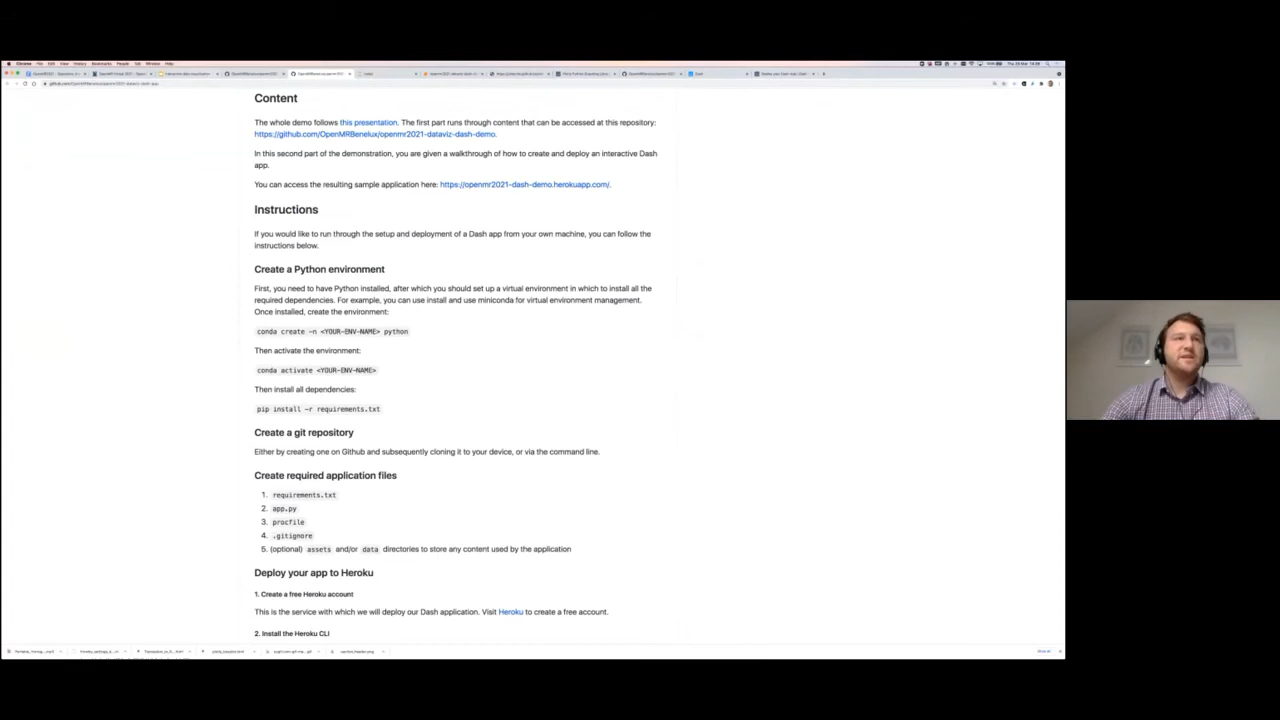 Chrome File Edit View History Bookmarks People Tab Window Help
Content
The whole demo follows this presentation. The first part runs through content that can be accessed at this repository:
https://github.com/OpenMRBenelux/openmr2021-dataviz-dash-demo.
In this second part of the demonstration, you are given a walkthrough of how to create and deploy an interactive Dash
app.
You can access the resulting sample application here: https://openmr2021-dash-demo.herokuapp.com/.
Instructions
If you would like to run through the setup and deployment of a Dash app from your own machine, you can follow the
instructions below.
Create a Python environment
First, you need to have Python installed, after which you should set up a virtual environment in which to install all the
required dependencies. For example, you can use install and use miniconda for virtual environment management.
Once installed, create the environment:
conda create -n <YOUR-ENV-NAME> python
Then activate the environment:
conda activate <YOUR-ENV-NAME>
Then install all dependencies:
pip install -r requirements.txt
Create a git repository
Either by creating one on Github and subsequently cloning it to your device, or via the command line.
Create required application files
1. requirements.txt
2. app.py
3. procfile
4. .gitignore
5. (optional) assets and/or data directories to store any content used by the application
Deploy your app to Heroku
1. Create a free Heroku account
This is the service with which we will deploy our Dash application. Visit Heroku to create a free account.
2. Install the Heroku CLI